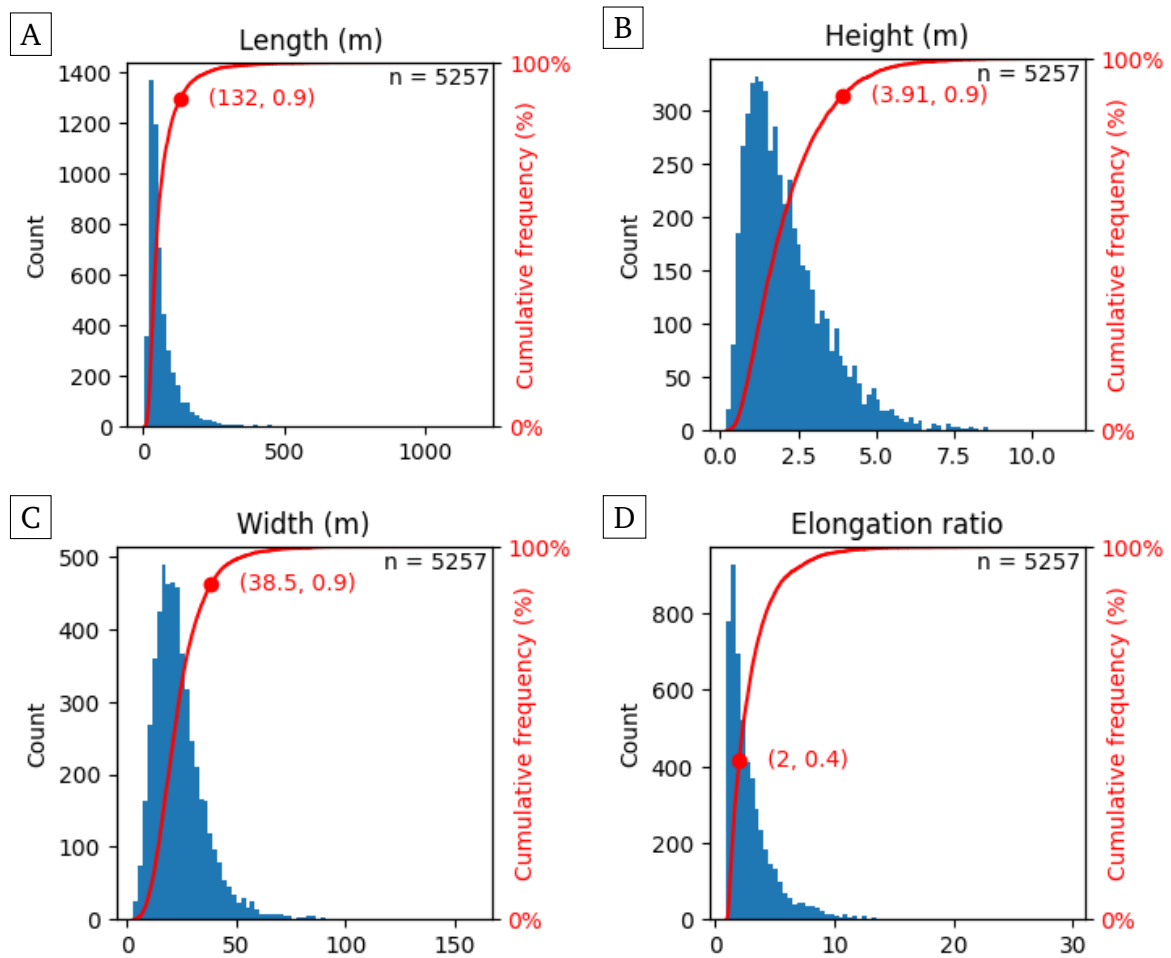 A
Length (m)
1400
1200
1000
800
600
400
200
0
Count
0
500
1000
n = 5257
(132, 0.9)
100%
0%
Cumulative frequency (%)
B
Height (m)
300
250
200
150
100
50
0
Count
0.0
2.5
5.0
7.5
10.0
n = 5257
(3.91, 0.9)
100%
0%
Cumulative frequency (%)
C
Width (m)
500
400
300
200
100
0
Count
0
50
100
150
n = 5257
(38.5, 0.9)
100%
0%
Cumulative frequency (%)
D
Elongation ratio
800
600
400
200
0
Count
0
10
20
30
n = 5257
(2, 0.4)
100%
0%
Cumulative frequency (%)